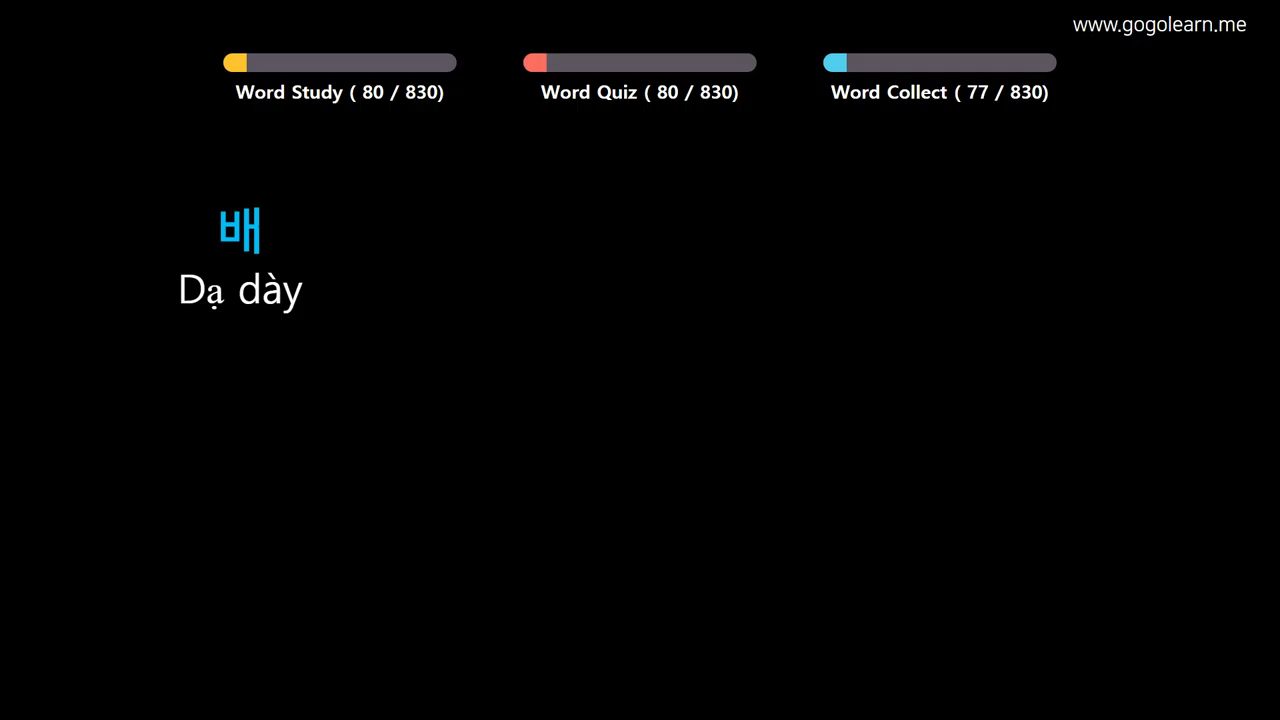 www.gogolearn.me
Word Study ( 80 / 830)
Word Quiz ( 80 / 830)
Word Collect ( 77 / 830)
배
Dạ dày